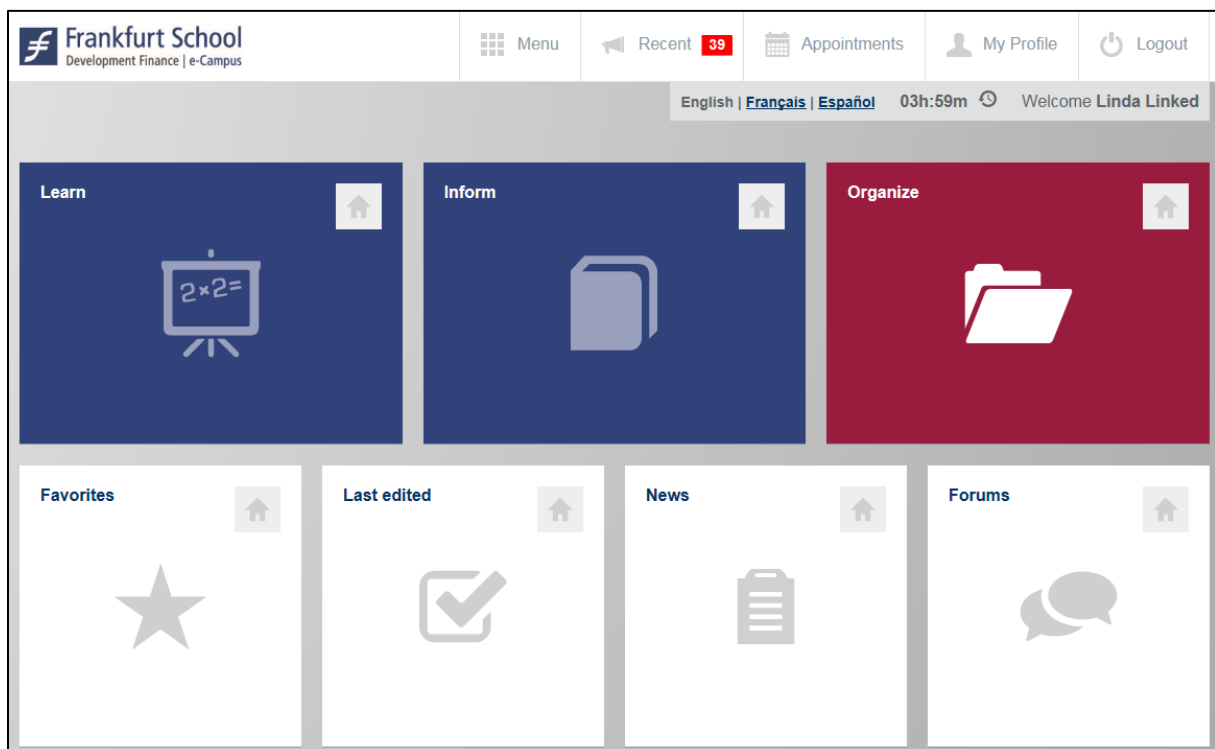 Frankfurt School
Development Finance | e-Campus
Menu
Recent 39
Appointments
My Profile
Logout
English | Français | Español 03h:59m Welcome Linda Linked
Learn
2×2=
Inform
Organize
Favorites
Last edited
News
Forums